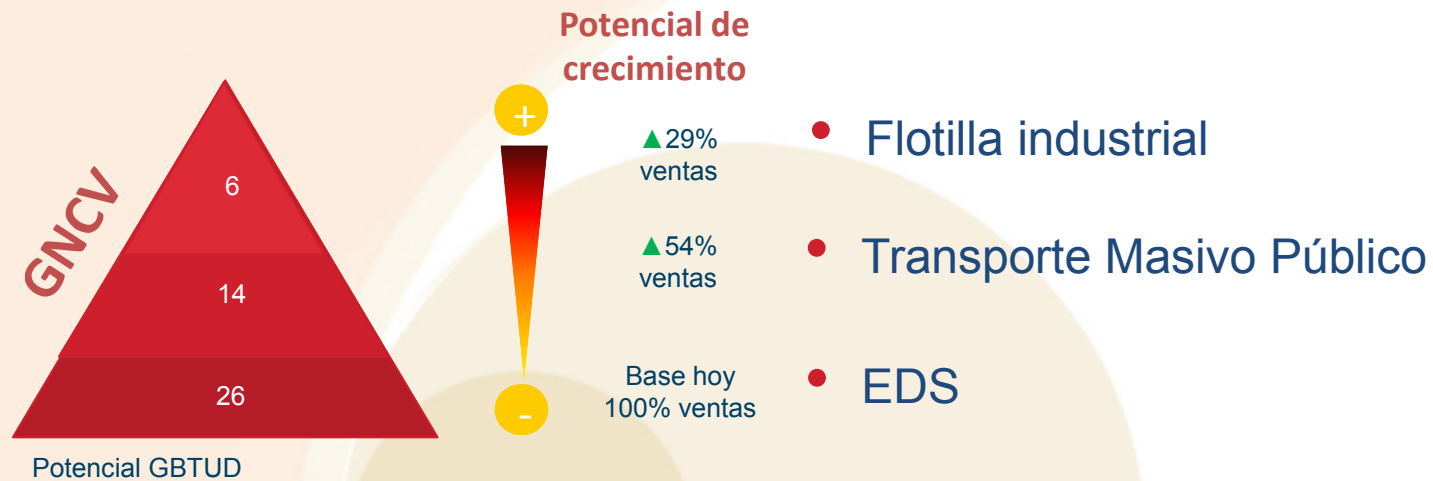 Potencial de
crecimiento
GNCV
6
14
26
Potencial GBTUD
+
-
▲29%
ventas
▲54%
ventas
Base hoy
100% ventas
• Flotilla industrial
• Transporte Masivo Público
• EDS